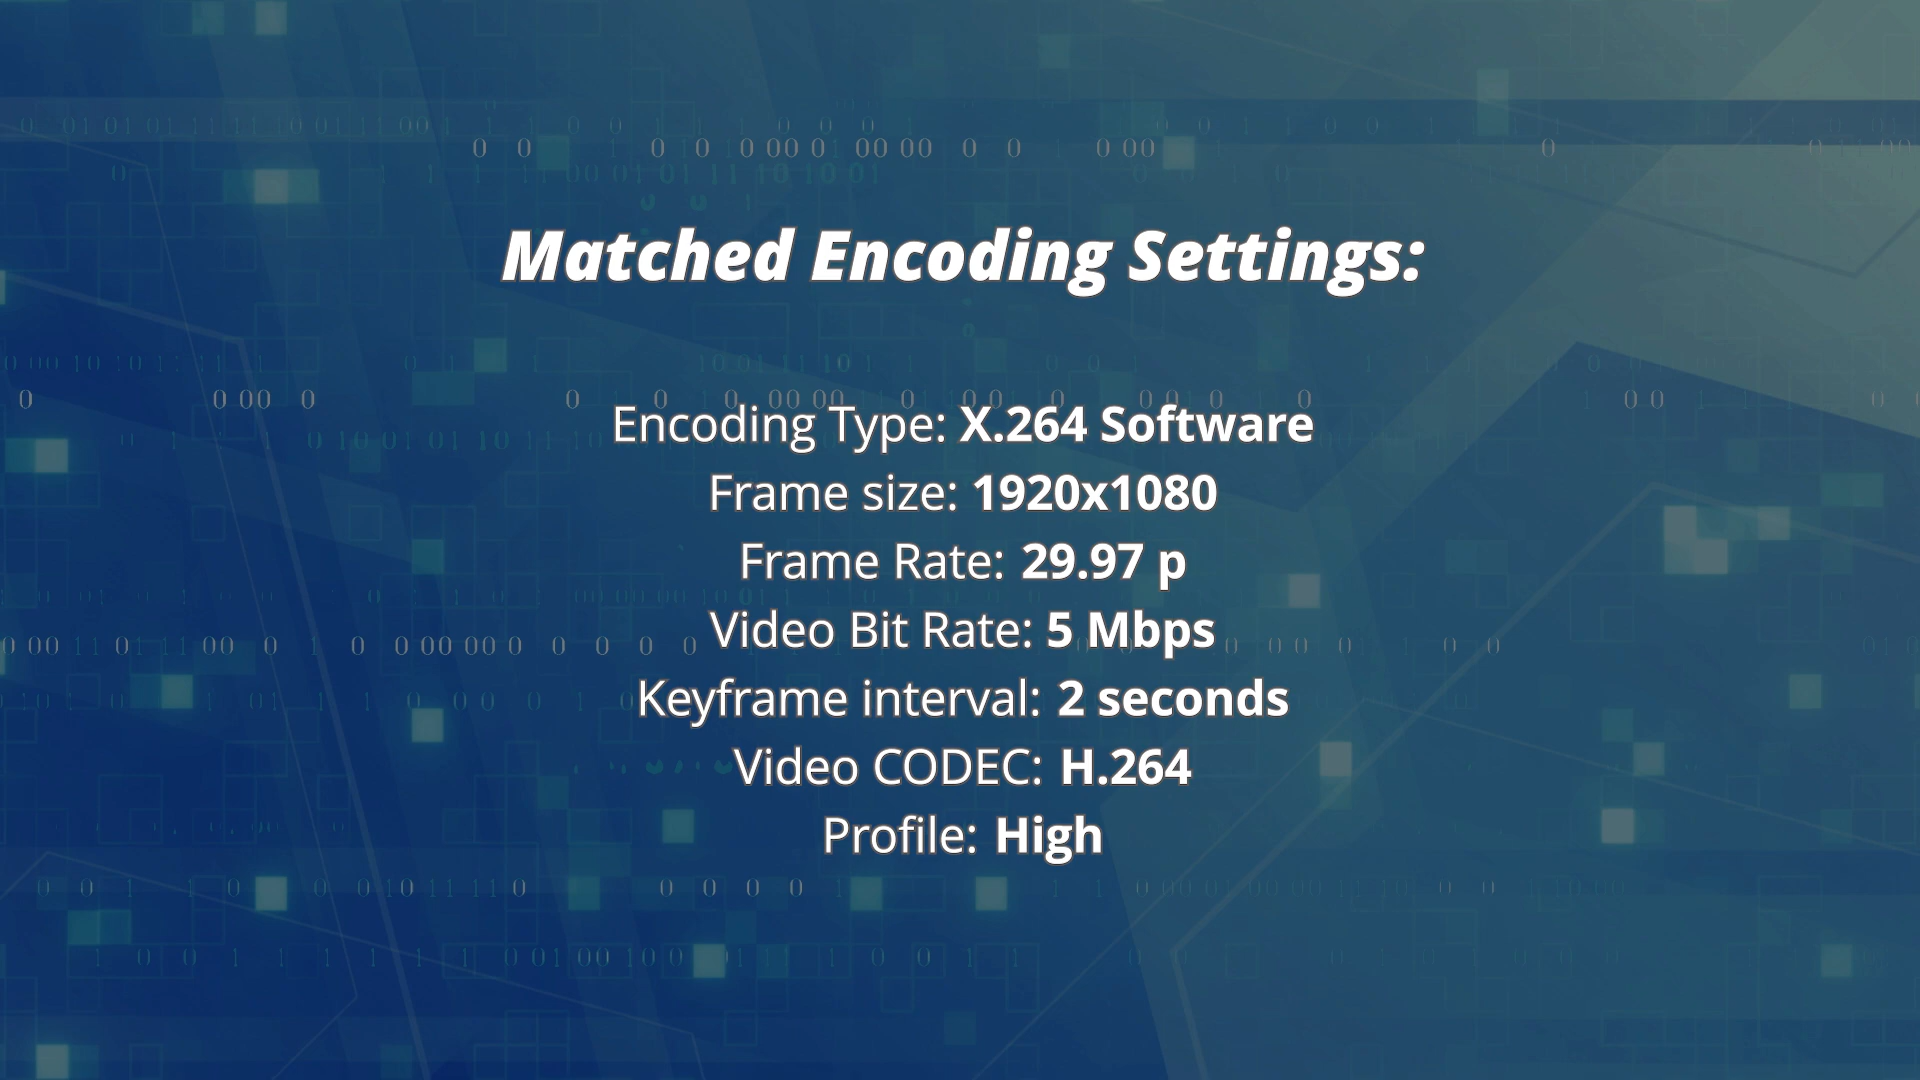 Matched Encoding Settings:
Encoding Type: X.264 Software
Frame size: 1920x1080
Frame Rate: 29.97 p
Video Bit Rate: 5 Mbps
Keyframe interval: 2 seconds
Video CODEC: H.264
Profile: High